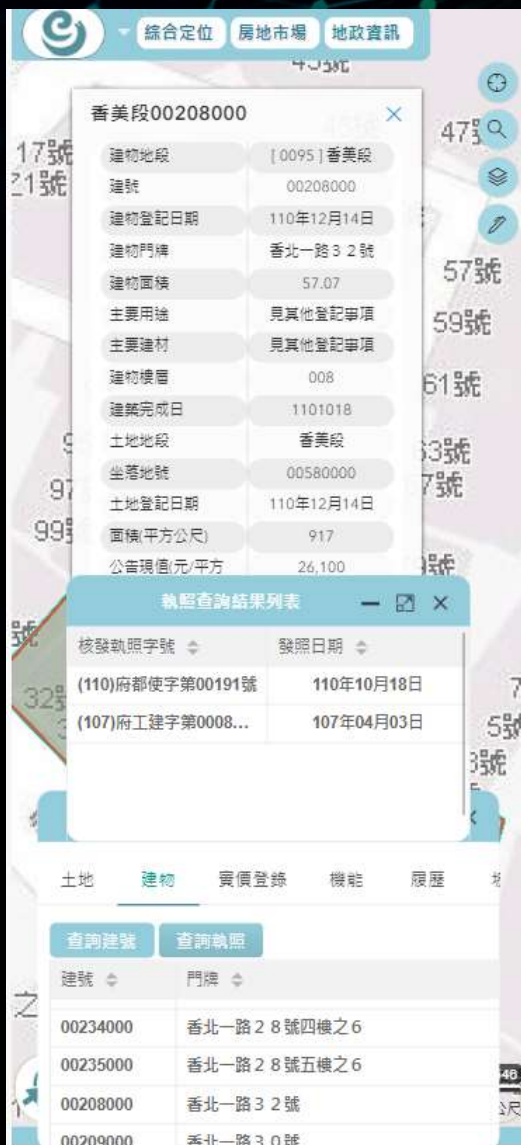 綜合定位 房地市場 地政資訊
香美段00208000
建物地段 [0095]香美段
建號 00208000
建物登記日期 110年12月14日
建物門牌 香北一路32號
建物面積 57.07
主要用途 見其他登記事項
主要建材 見其他登記事項
建物樓層 008
建築完成日 1101018
土地地段 香美段
坐落地號 00580000
土地登記日期 110年12月14日
面積(平方公尺) 917
公告現值(元/平方 26,100
17號
57號
59號
61號
執照查詢結果列表
核發執照字號 發照日期
(110)府都使字第00191號 110年10月18日
(107)府工建字第0008... 107年04月03日
土地 建物 實價登錄 機能 履歷
查詢建號 查詢執照
建號 門牌
00234000 香北一路28號四樓之6
00235000 香北一路28號五樓之6
00208000 香北一路32號
00209000 香北一路30號